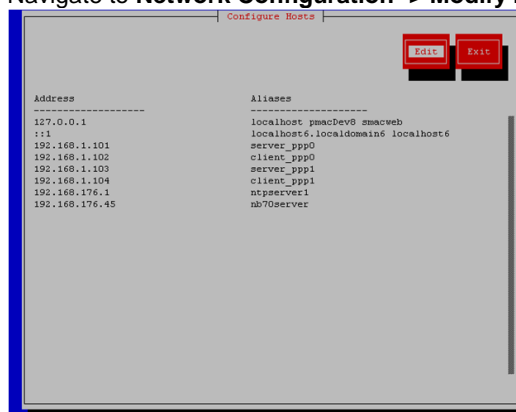 Navigate to Network Configuration -> Modify
Configure Hosts
Edit Exit
Address Aliases
------------------- --------------------
127.0.0.1 localhost pmacDev8 smacweb
::1 localhost6.localdomain6 localhost6
192.168.1.101 server_ppp0
192.168.1.102 client_ppp0
192.168.1.103 server_ppp1
192.168.1.104 client_ppp1
192.168.176.1 ntpserver1
192.168.176.45 nb70server